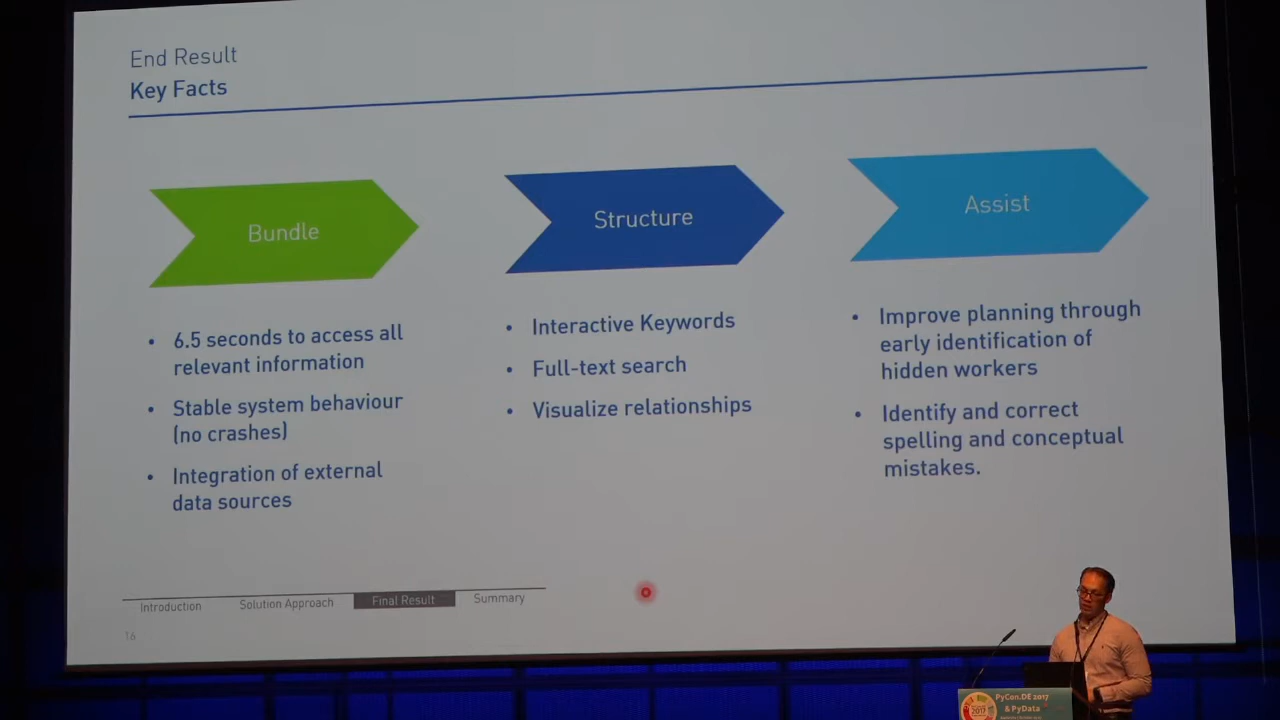 End Result
Key Facts
Bundle
Structure
Assist
• 6.5 seconds to access all
relevant information
• Stable system behaviour
(no crashes)
• Integration of external
data sources
• Interactive Keywords
• Full-text search
• Visualize relationships
• Improve planning through
early identification of
hidden workers
• Identify and correct
spelling and conceptual
mistakes.
Introduction
Solution Approach
Final Result
Summary
16
PyCon.DE 2017
& PyData
2017